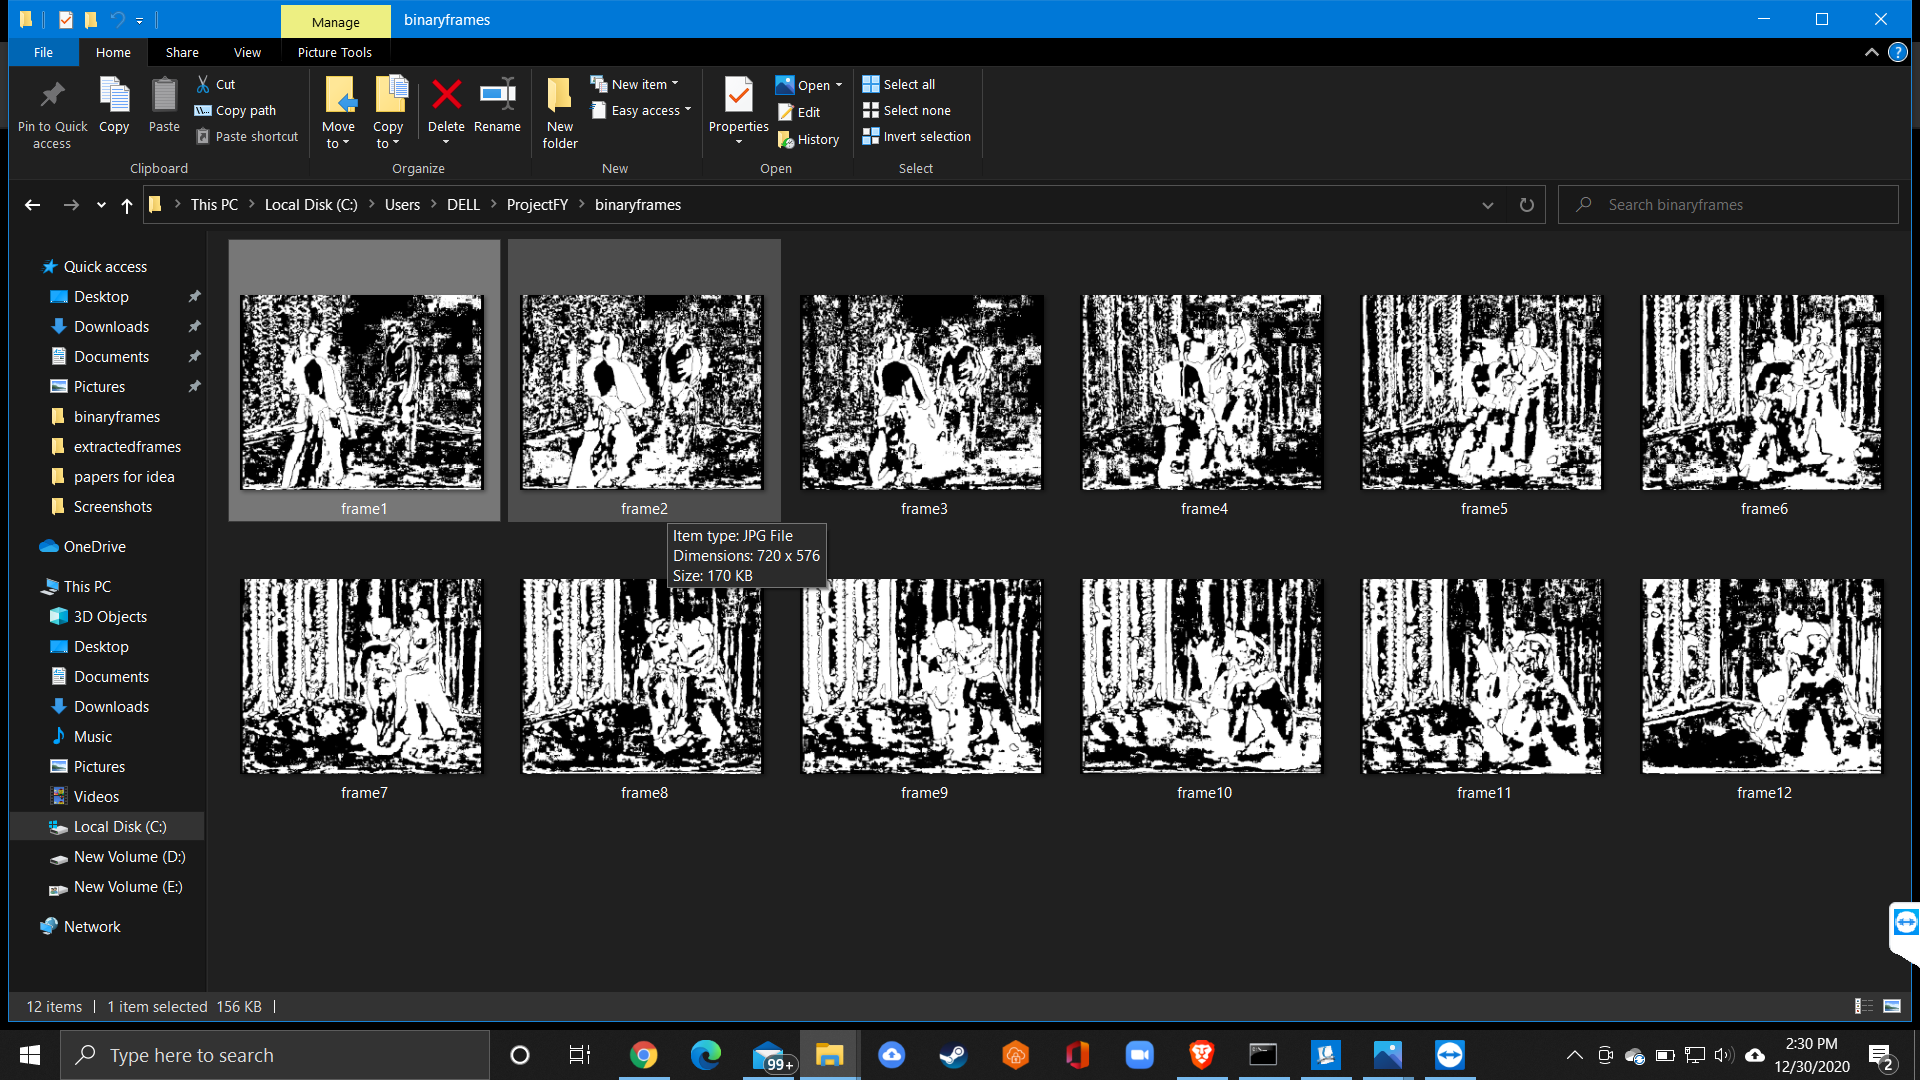 Manage
binaryframes
File
Home
Share
View
Picture Tools
Pin to Quick access
Copy
Paste
Cut
Copy path
Paste shortcut
Clipboard
Move to
Copy to
Delete
Rename
Organize
New folder
New item
Easy access
New
Properties
Open
Edit
History
Open
Select all
Select none
Invert selection
Select
This PC
Local Disk (C:)
Users
DELL
ProjectFY
binaryframes
Search binaryframes
Quick access
Desktop
Downloads
Documents
Pictures
binaryframes
extractedframes
papers for idea
Screenshots
OneDrive
This PC
3D Objects
Desktop
Documents
Downloads
Music
Pictures
Videos
Local Disk (C:)
New Volume (D:)
New Volume (E:)
Network
frame1
frame2
frame3
frame4
frame5
frame6
Item type: JPG File
Dimensions: 720 x 576
Size: 170 KB
frame7
frame8
frame9
frame10
frame11
frame12
12 items
1 item selected 156 KB
Type here to search
99+
2:30 PM
12/30/2020
2